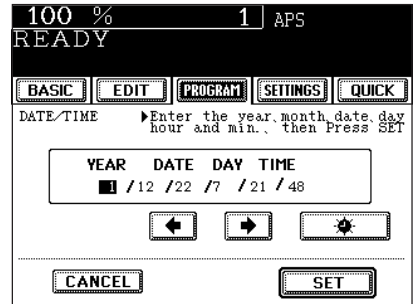 100 % 1 APS
READY
BASIC EDIT PROGRAM SETTINGS QUICK
DATE/TIME ▶Enter the year、month、date、day
hour and min.、 then Press SET
YEAR DATE DAY TIME
1 /12 /22 /7 /21 /48
CANCEL SET